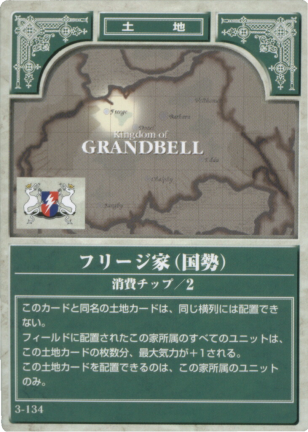 土地
Freege
Kingdom of
GRANDBELL
フリージ家(国勢)
消費チップ/2
このカードと同名の土地カードは、同じ横列には配置でき
ない。
フィールドに配置されたこの家所属のすべてのユニットは、
この土地カードの枚数分、最大気力が+1される。
この土地カードを配置できるのは、この家所属のユニット
のみ。
3-134